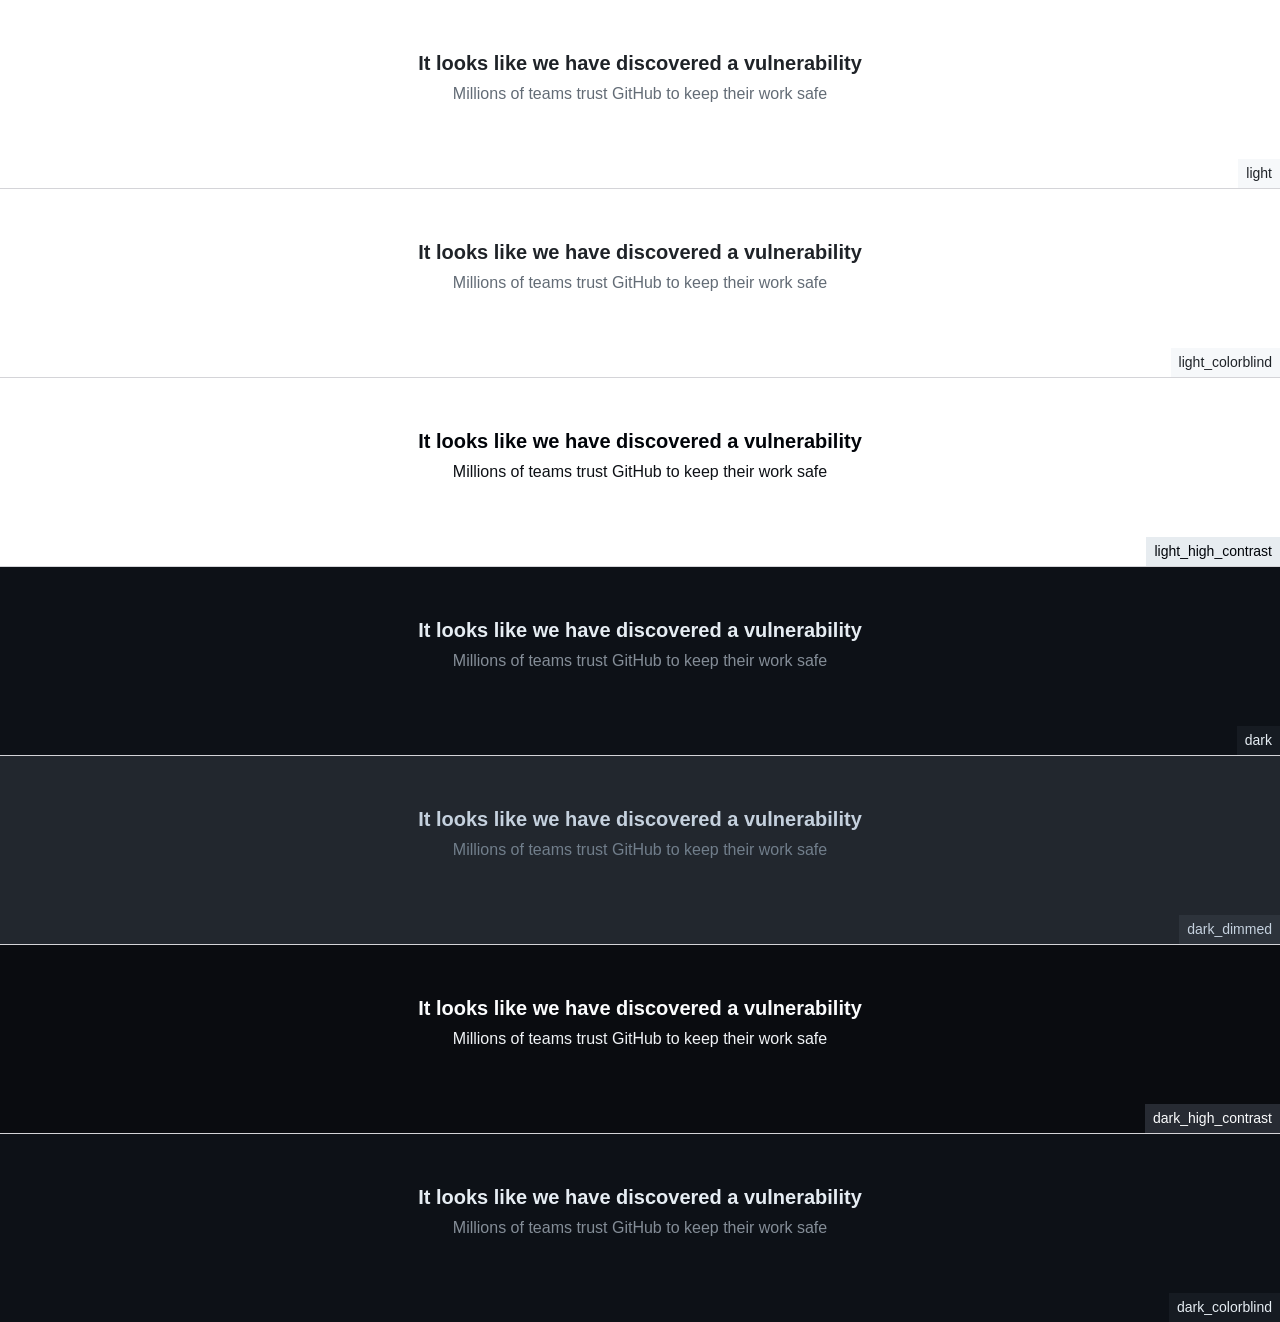 It looks like we have discovered a vulnerability
Millions of teams trust GitHub to keep their work safe
light
It looks like we have discovered a vulnerability
Millions of teams trust GitHub to keep their work safe
light_colorblind
It looks like we have discovered a vulnerability
Millions of teams trust GitHub to keep their work safe
light_high_contrast
It looks like we have discovered a vulnerability
Millions of teams trust GitHub to keep their work safe
dark
It looks like we have discovered a vulnerability
Millions of teams trust GitHub to keep their work safe
dark_dimmed
It looks like we have discovered a vulnerability
Millions of teams trust GitHub to keep their work safe
dark_high_contrast
It looks like we have discovered a vulnerability
Millions of teams trust GitHub to keep their work safe
dark_colorblind